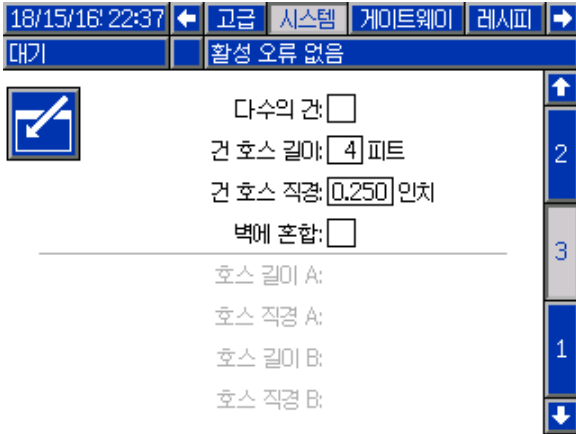 18/15/16 22:37 고급 시스템 게이트웨이 레시피
대기 활성 오류 없음
다수의 건:
건 호스 길이: 4 피트
건 호스 직경: 0.250 인치
벽에 혼합:
호스 길이 A:
호스 직경 A:
호스 길이 B:
호스 직경 B:
2
3
1